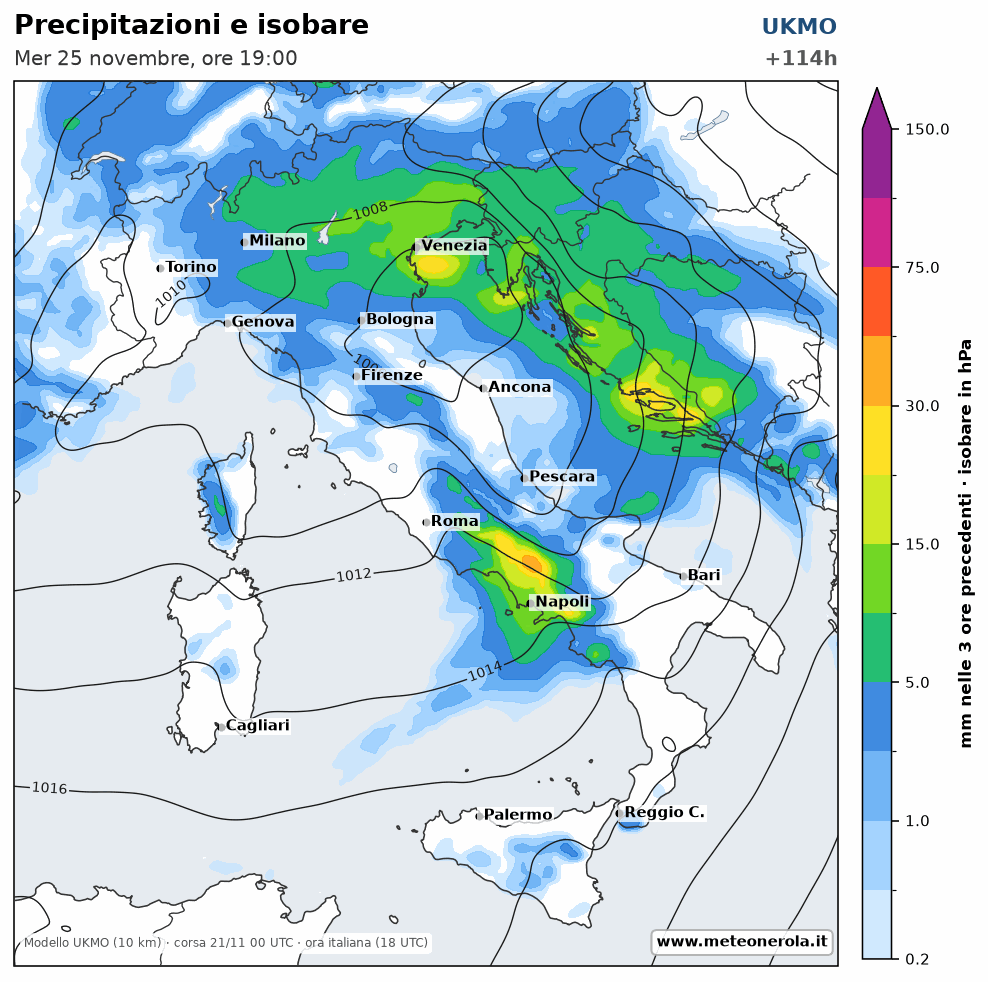 Precipitazioni e isobare
UKMO
Mer 25 novembre, ore 19:00
+114h
150.0
75.0
30.0
15.0
5.0
1.0
0.2
mm nelle 3 ore precedenti · isobare in hPa
1008
Milano
Venezia
Torino
1010
Genova
Bologna
Firenze
Ancona
Pescara
Roma
1012
Bari
Napoli
1014
Cagliari
1016
Palermo
Reggio C.
Modello UKMO (10 km) · corsa 21/11 00 UTC · ora italiana (18 UTC)
www.meteonerola.it